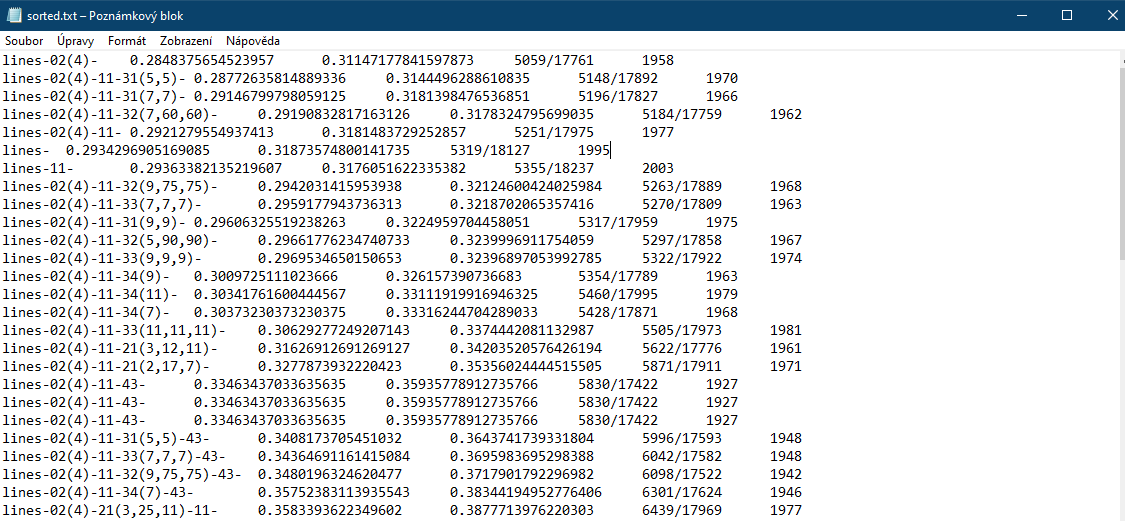 sorted.txt – Poznámkový blok
Soubor Úpravy Formát Zobrazení Nápověda
lines-02(4)- 0.2848375654523957 0.31147177841597873 5059/17761 1958
lines-02(4)-11-31(5,5)- 0.28772635814889336 0.3144496288610835 5148/17892 1970
lines-02(4)-11-31(7,7)- 0.29146799798059125 0.3181398476536851 5196/17827 1966
lines-02(4)-11-32(7,60,60)- 0.29190832817163126 0.3178324795699035 5184/17759 1962
lines-02(4)-11- 0.2921279554937413 0.3181483729252857 5251/17975 1977
lines- 0.2934296905169085 0.31873574800141735 5319/18127 1995
lines-11- 0.29363382135219607 0.3176051622335382 5355/18237 2003
lines-02(4)-11-32(9,75,75)- 0.2942031415953938 0.32124600424025984 5263/17889 1968
lines-02(4)-11-33(7,7,7)- 0.2959177943736313 0.3218702065357416 5270/17809 1963
lines-02(4)-11-31(9,9)- 0.29606325519238263 0.3224959704458051 5317/17959 1975
lines-02(4)-11-32(5,90,90)- 0.29661776234740733 0.3239996911754059 5297/17858 1967
lines-02(4)-11-33(9,9,9)- 0.2969534650150653 0.32396897053992785 5322/17922 1974
lines-02(4)-11-34(9)- 0.3009725111023666 0.326157390736683 5354/17789 1963
lines-02(4)-11-34(11)- 0.30341761600444567 0.33111919916946325 5460/17995 1979
lines-02(4)-11-34(7)- 0.30373230373230375 0.33316244704289033 5428/17871 1968
lines-02(4)-11-33(11,11,11)- 0.30629277249207143 0.3374442081132987 5505/17973 1981
lines-02(4)-11-21(3,12,11)- 0.31626912691269127 0.34203520576426194 5622/17776 1961
lines-02(4)-11-21(2,17,7)- 0.3277873932220423 0.35356024444515505 5871/17911 1971
lines-02(4)-11-43- 0.33463437033635635 0.35935778912735766 5830/17422 1927
lines-02(4)-11-43- 0.33463437033635635 0.35935778912735766 5830/17422 1927
lines-02(4)-11-43- 0.33463437033635635 0.35935778912735766 5830/17422 1927
lines-02(4)-11-31(5,5)-43- 0.3408173705451032 0.3643741739331804 5996/17593 1948
lines-02(4)-11-33(7,7,7)-43- 0.34364691161415084 0.3695983695298388 6042/17582 1948
lines-02(4)-11-32(9,75,75)-43- 0.3480196324620477 0.3717901792296982 6098/17522 1942
lines-02(4)-11-34(7)-43- 0.35752383113935543 0.38344194952776406 6301/17624 1946
lines-02(4)-21(3,25,11)-11- 0.3583393622349602 0.3877713976220303 6439/17969 1977